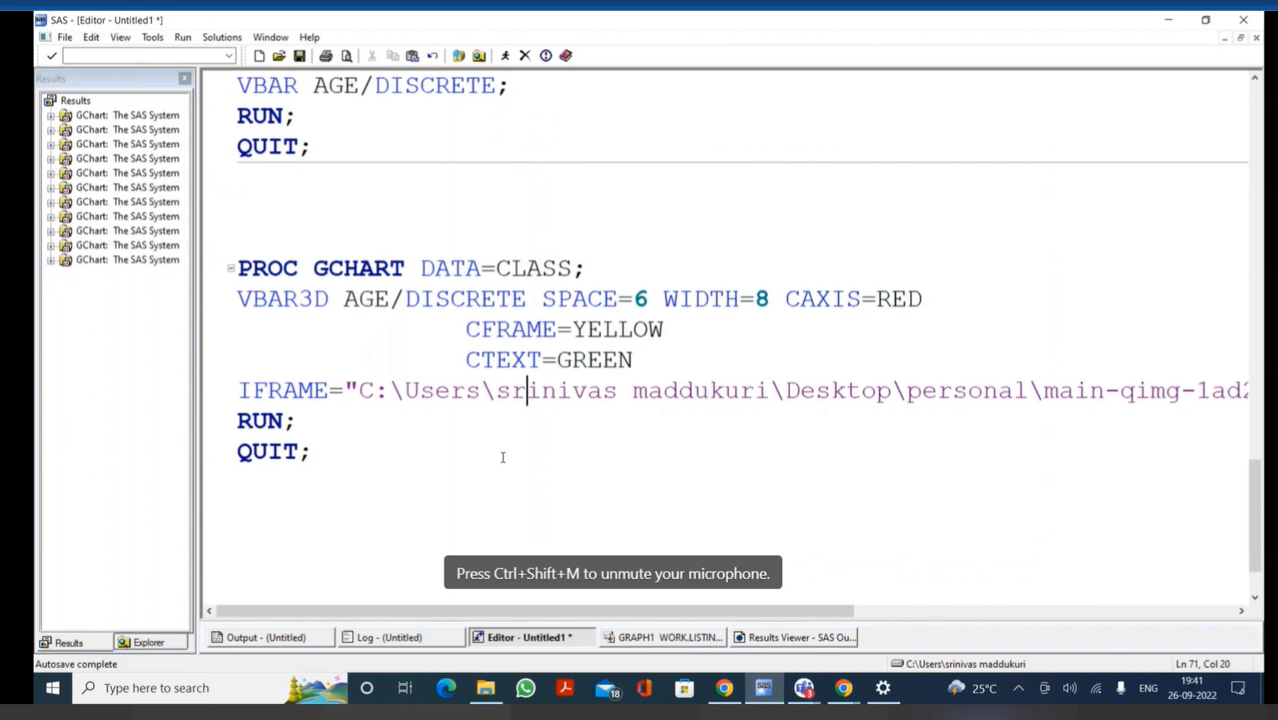 SAS - [Editor - Untitled1 *]
File Edit View Tools Run Solutions Window Help
Results
Results
GChart: The SAS System
GChart: The SAS System
GChart: The SAS System
GChart: The SAS System
GChart: The SAS System
GChart: The SAS System
GChart: The SAS System
GChart: The SAS System
GChart: The SAS System
GChart: The SAS System
GChart: The SAS System
VBAR AGE/DISCRETE;
RUN;
QUIT;
PROC GCHART DATA=CLASS;
VBAR3D AGE/DISCRETE SPACE=6 WIDTH=8 CAXIS=RED
CFRAME=YELLOW
CTEXT=GREEN
IFRAME="C:\Users\srinivas maddukuri\Desktop\personal\main-qimg-1ad2
RUN;
QUIT;
Press Ctrl+Shift+M to unmute your microphone.
Results Explorer
Output - (Untitled) Log - (Untitled) Editor - Untitled1 * GRAPH1 WORK.LISTIN... Results Viewer - SAS Ou...
Autosave complete C:\Users\srinivas maddukuri Ln 71, Col 20
Type here to search 18 25°C ENG 19:41
26-09-2022